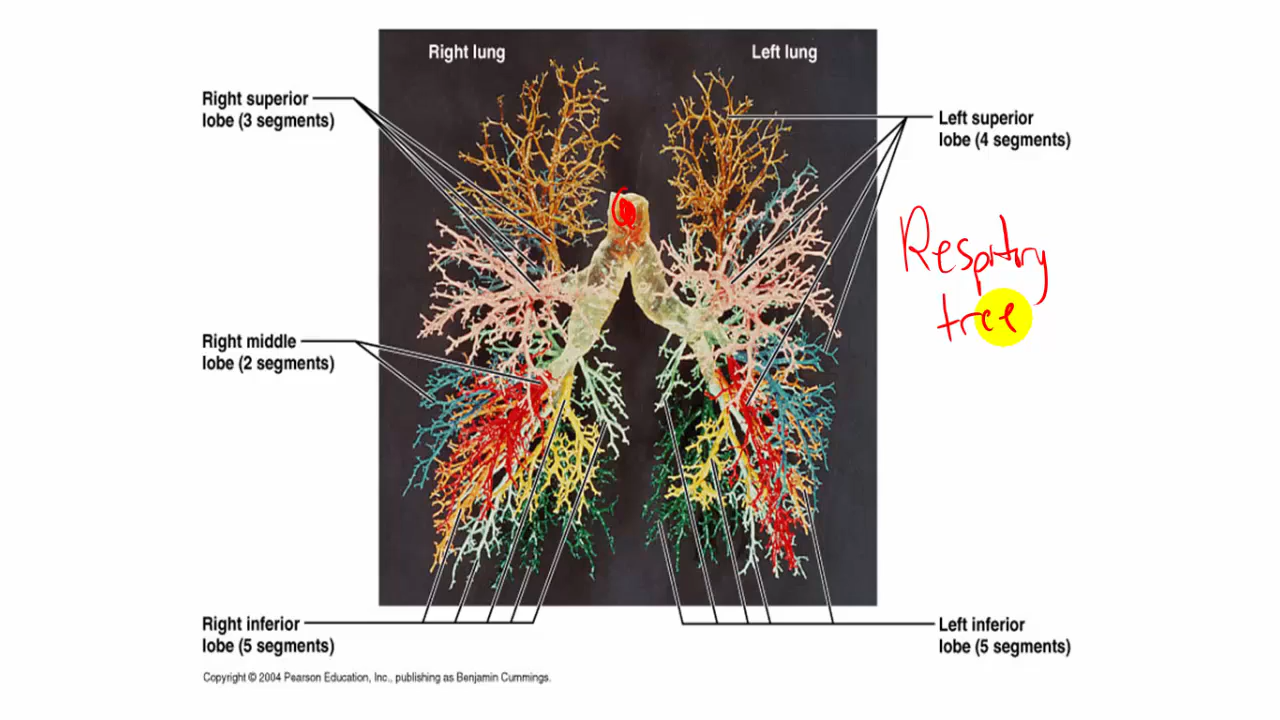 Right lung
Left lung
Right superior
lobe (3 segments)
Left superior
lobe (4 segments)
Respiratory
tree
Right middle
lobe (2 segments)
Right inferior
lobe (5 segments)
Left inferior
lobe (5 segments)
Copyright © 2004 Pearson Education, Inc., publishing as Benjamin Cummings.